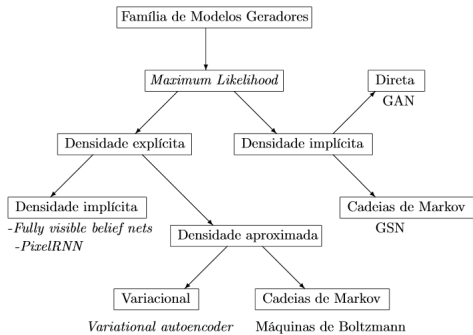 Família de Modelos Geradores
Maximum Likelihood
Direta
GAN
Densidade explícita
Densidade implícita
Densidade implícita
-Fully visible belief nets
-PixelRNN
Cadeias de Markov
GSN
Densidade aproximada
Variacional
Cadeias de Markov
Variational autoencoder
Máquinas de Boltzmann